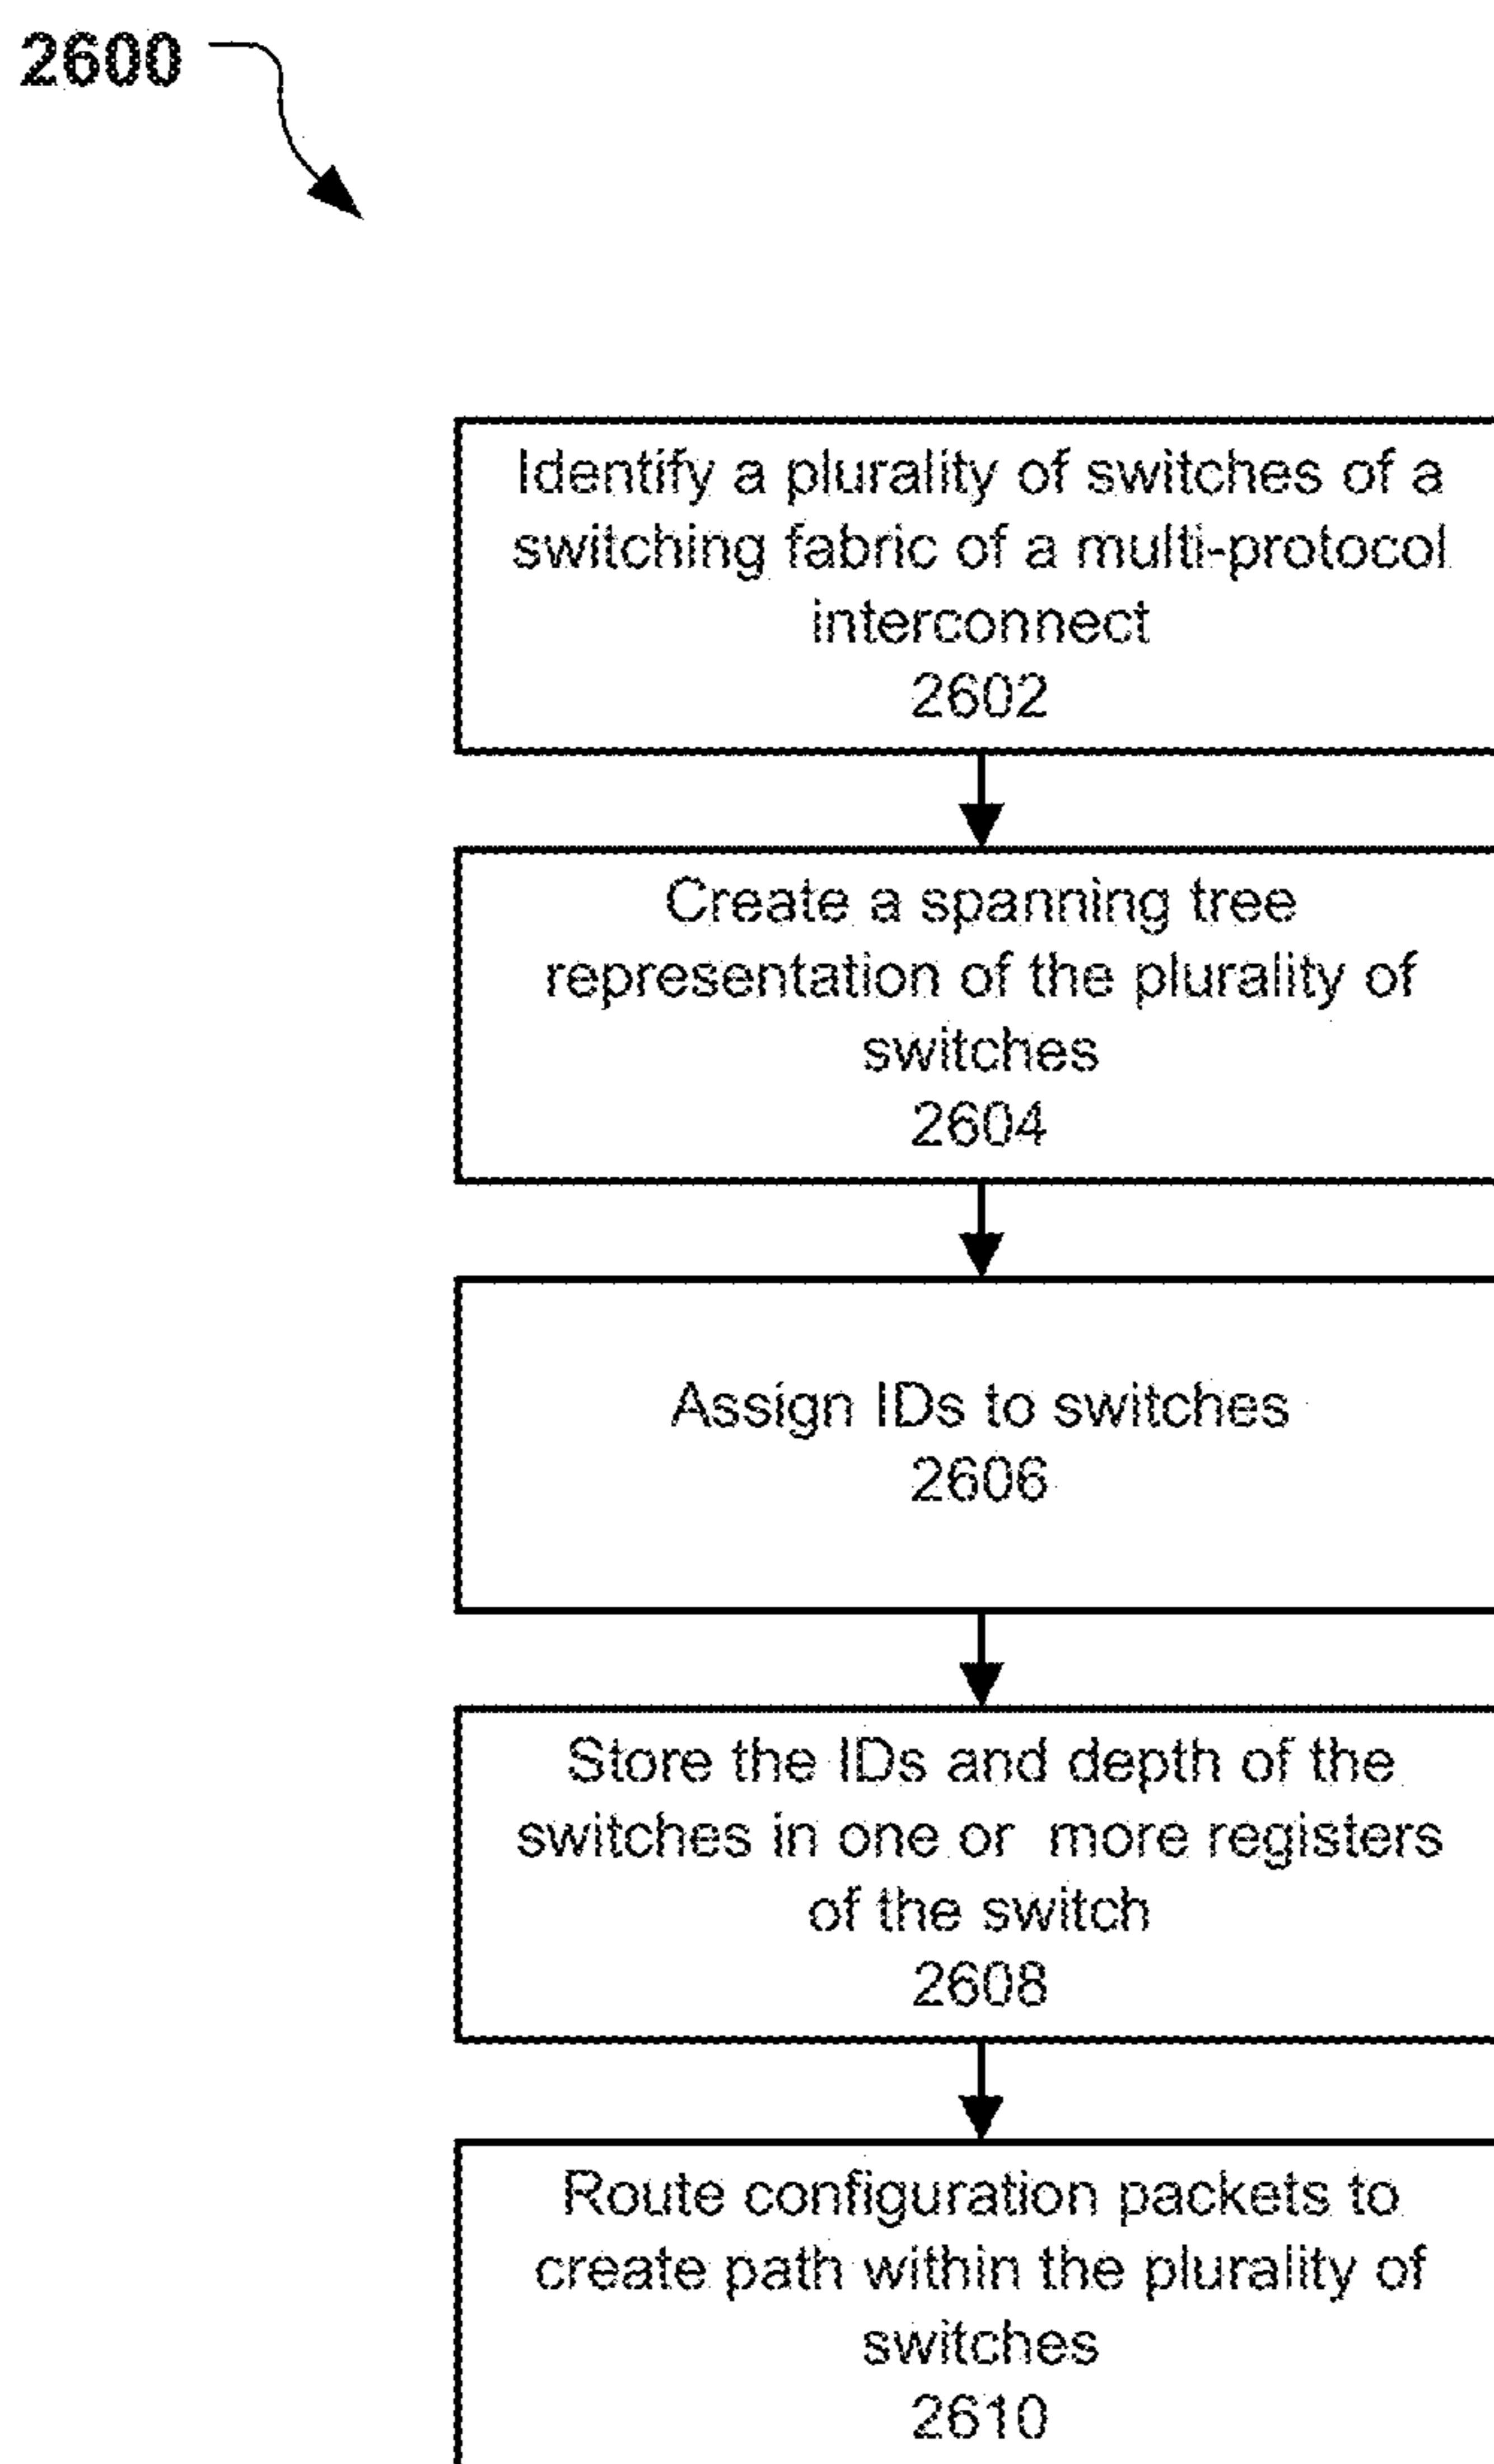 2600
Identify a plurality of switches of a
switching fabric of a multi-protocol
interconnect
2602
Create a spanning tree
representation of the plurality of
switches
2604
Assign IDs to switches
2606
Store the IDs and depth of the
switches in one or more registers
of the switch
2608
Route configuration packets to
create path within the plurality of
switches
2610